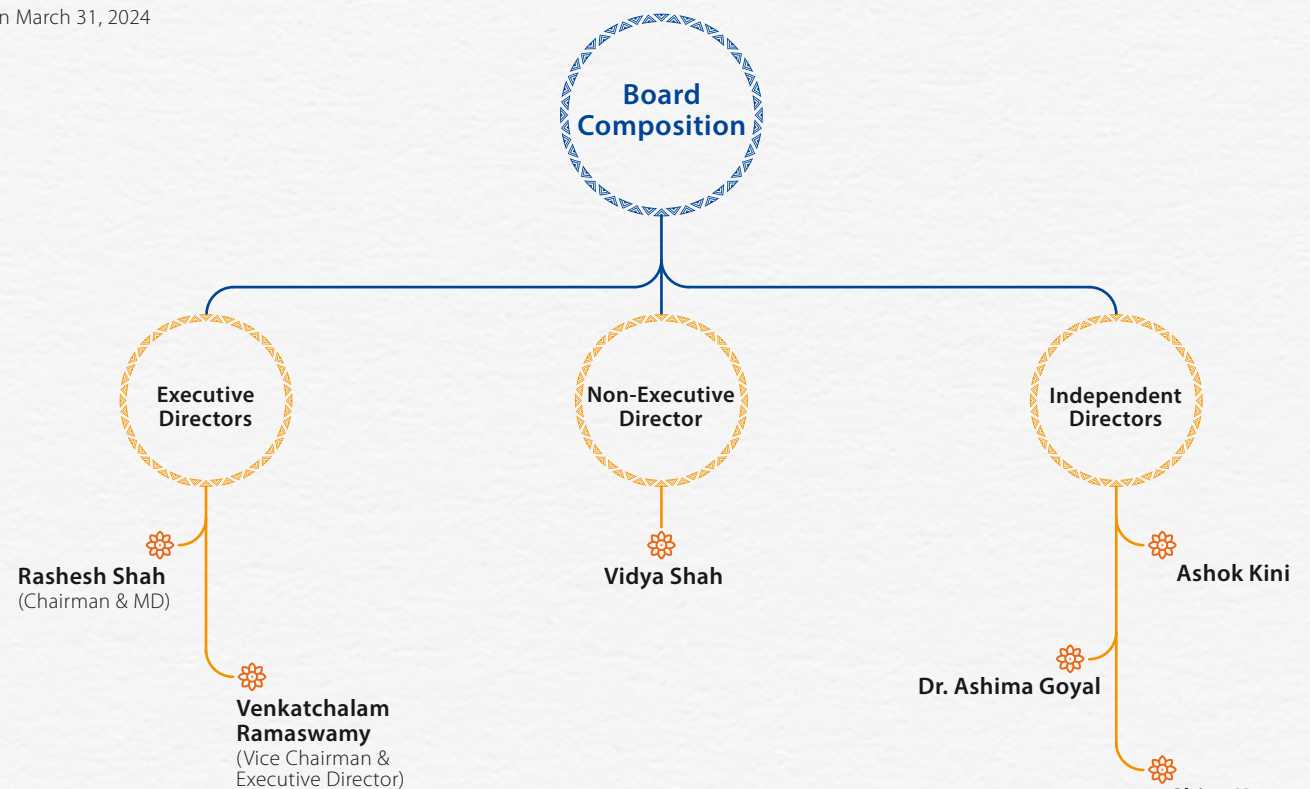 n March 31, 2024
Board
Composition
Executive
Directors
Non-Executive
Director
Independent
Directors
Rashesh Shah
(Chairman & MD)
Vidya Shah
Ashok Kini
Dr. Ashima Goyal
Venkatchalam
Ramaswamy
(Vice Chairman &
Executive Director)